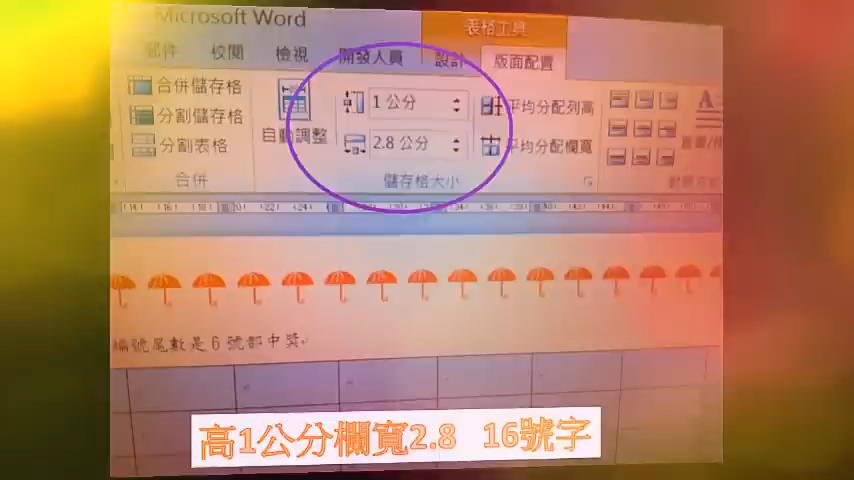 Microsoft Word
表格工具
郵件 校閱 檢視 開發人員 設計 版面配置
合併儲存格
分割儲存格
分割表格
合併
自動調整
1 公分
2.8 公分
平均分配列高
平均分配欄寬
儲存格大小
編號尾數是 6 號都中獎
高1公分欄寬2.8 16號字